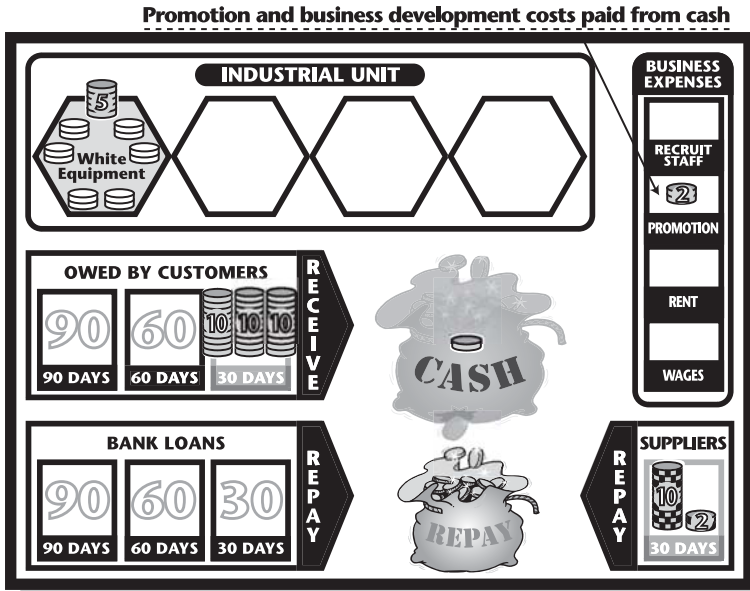 Promotion and business development costs paid from cash
INDUSTRIAL UNIT
5
White
Equipment
BUSINESS
EXPENSES
RECRUIT
STAFF
2
PROMOTION
RENT
WAGES
OWED BY CUSTOMERS
90
60
10
10
10
90 DAYS
60 DAYS
30 DAYS
RECEIVE
CASH
BANK LOANS
90
60
30
90 DAYS
60 DAYS
30 DAYS
REPAY
REPAY
REPAY
SUPPLIERS
10
2
30 DAYS